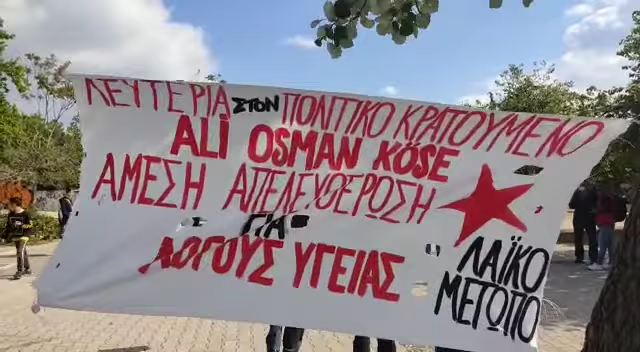 ΛΕΥΤΕΡΙΑ ΣΤΟΝ ΠΟΛΙΤΙΚΟ ΚΡΑΤΟΥΜΕΝΟ
ALİ OSMAN KÖSE
ΑΜΕΣΗ ΑΠΕΛΕΥΘΕΡΩΣΗ
ΓΙΑ
ΛΟΓΟΥΣ ΥΓΕΙΑΣ
ΛΑΪΚΟ
ΜΕΤΩΠΟ